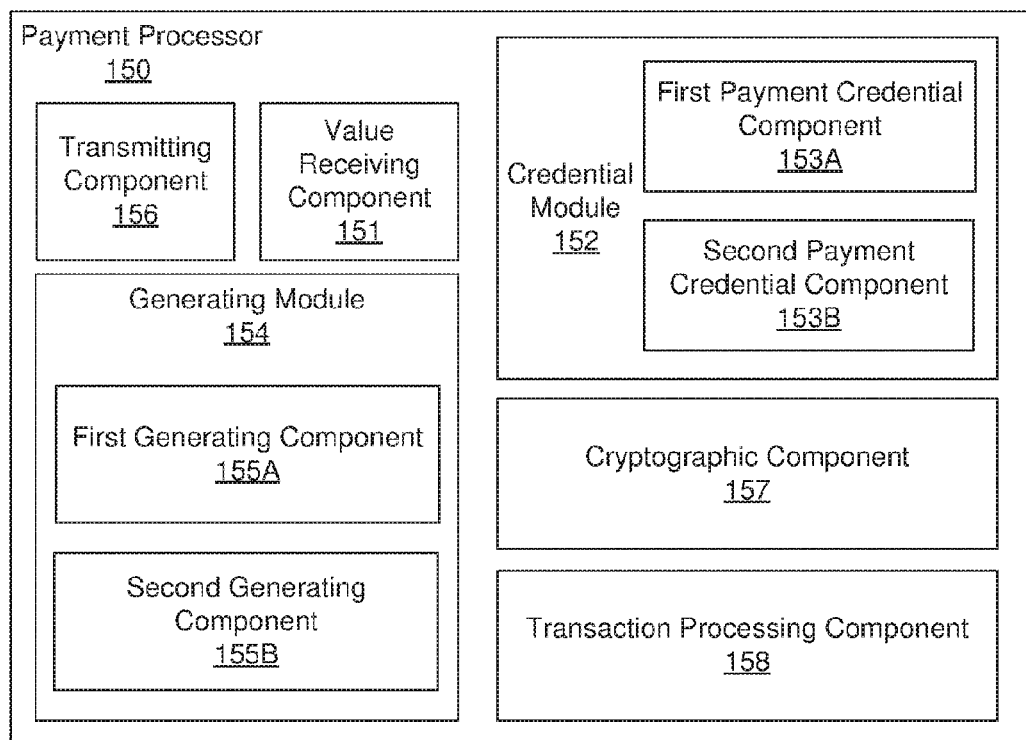 Payment Processor
150
Transmitting
Component
156
Value
Receiving
Component
151
Generating Module
154
First Generating Component
155A
Second Generating
Component
155B
Credential
Module
152
First Payment Credential
Component
153A
Second Payment
Credential Component
153B
Cryptographic Component
157
Transaction Processing Component
158